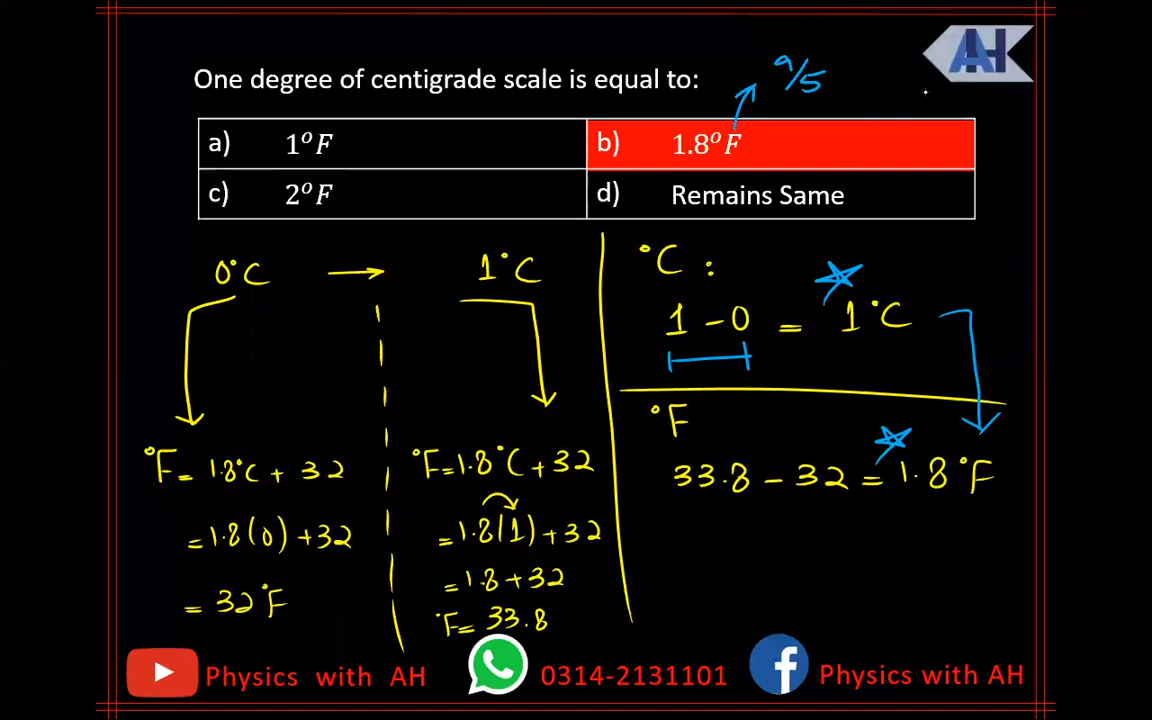 AH
One degree of centigrade scale is equal to:
9/5
a) 1°F
b) 1.8°F
c) 2°F
d) Remains Same
0°C → 1°C
°F = 1.8°C + 32
= 1.8(0) + 32
= 32°F
°F = 1.8°C + 32
= 1.8(1) + 32
= 1.8 + 32
°F = 33.8
°C :
1 - 0 = 1°C
°F
33.8 - 32 = 1.8°F
Physics with AH
0314-2131101
Physics with AH